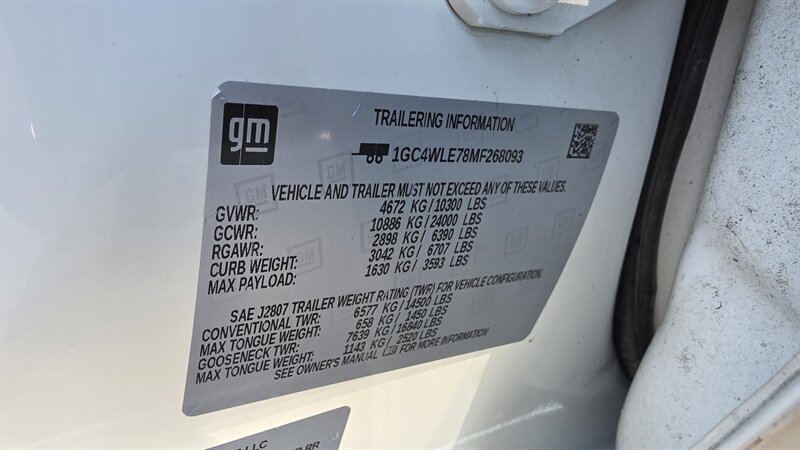 gm
TRAILERING INFORMATION
1GC4WLE78MF268093
VEHICLE AND TRAILER MUST NOT EXCEED ANY OF THESE VALUES.
GVWR: 4672 KG/10300 LBS
GCWR: 10886 KG/24000 LBS
RGAWR: 2898 KG/ 6390 LBS
CURB WEIGHT: 3042 KG/ 6707 LBS
MAX PAYLOAD: 1630 KG/ 3593 LBS
SAE J2807 TRAILER WEIGHT RATING (TWR) FOR VEHICLE CONFIGURATION.
CONVENTIONAL TWR: 6577 KG/14500 LBS
MAX TONGUE WEIGHT: 658 KG/ 1450 LBS
GOOSENECK TWR: 7639 KG/16840 LBS
MAX TONGUE WEIGHT: 1143 KG/ 2520 LBS
SEE OWNER'S MANUAL FOR MORE INFORMATION
LLC
RR